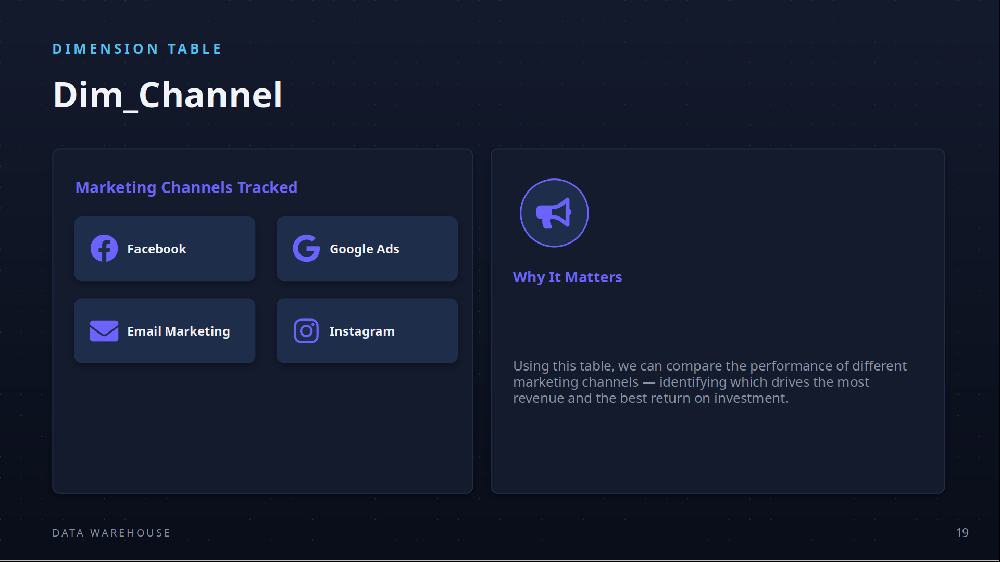 DIMENSION TABLE
Dim_Channel
Marketing Channels Tracked
Facebook
Google Ads
Email Marketing
Instagram
Why It Matters
Using this table, we can compare the performance of different
marketing channels — identifying which drives the most
revenue and the best return on investment.
DATA WAREHOUSE
19